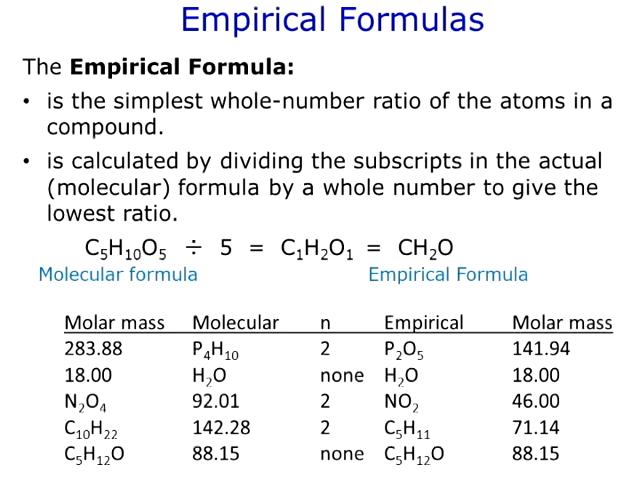 Empirical Formulas
The Empirical Formula:
• is the simplest whole-number ratio of the atoms in a
compound.
• is calculated by dividing the subscripts in the actual
(molecular) formula by a whole number to give the
lowest ratio.
C₅H₁₀O₅ ÷ 5 = C₁H₂O₁ = CH₂O
Molecular formula Empirical Formula
Molar mass Molecular n Empirical Molar mass
283.88 P₄H₁₀ 2 P₂O₅ 141.94
18.00 H₂O none H₂O 18.00
N₂O₄ 92.01 2 NO₂ 46.00
C₁₀H₂₂ 142.28 2 C₅H₁₁ 71.14
C₅H₁₂O 88.15 none C₅H₁₂O 88.15